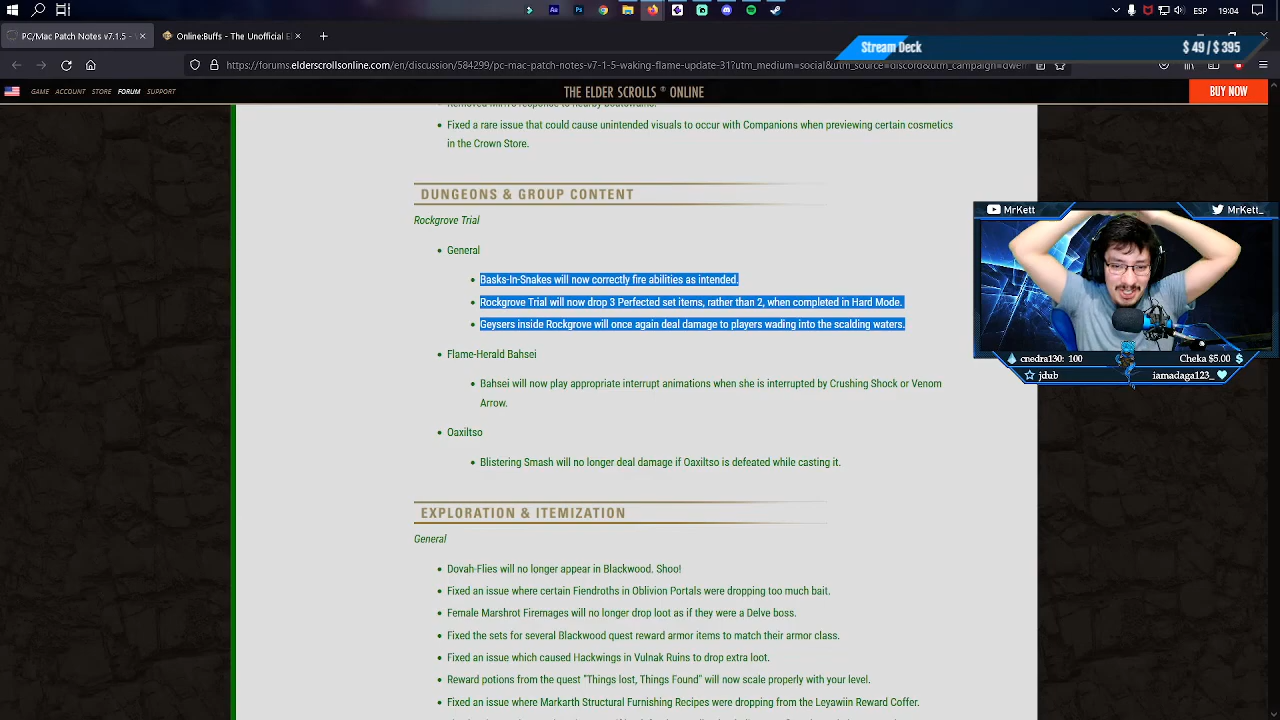 ESP 19:04
PC/Mac Patch Notes v7.1.5 -
Online:Buffs - The Unofficial El
Stream Deck
$ 49 / $ 395
https://forums.elderscrollsonline.com/en/discussion/584299/pc-mac-patch-notes-v7-1-5-waking-flame-update-31?utm_medium=social&utm_source=discord&utm_campaign=dwem
GAME ACCOUNT STORE FORUM SUPPORT
THE ELDER SCROLLS ® ONLINE
BUY NOW
Fixed a rare issue that could cause unintended visuals to occur with Companions when previewing certain cosmetics
in the Crown Store.
DUNGEONS & GROUP CONTENT
Rockgrove Trial
General
Basks-In-Snakes will now correctly fire abilities as intended.
Rockgrove Trial will now drop 3 Perfected set items, rather than 2, when completed in Hard Mode.
Geysers inside Rockgrove will once again deal damage to players wading into the scalding waters.
Flame-Herald Bahsei
Bahsei will now play appropriate interrupt animations when she is interrupted by Crushing Shock or Venom
Arrow.
Oaxiltso
Blistering Smash will no longer deal damage if Oaxiltso is defeated while casting it.
EXPLORATION & ITEMIZATION
General
Dovah-Flies will no longer appear in Blackwood. Shoo!
Fixed an issue where certain Fiendroths in Oblivion Portals were dropping too much bait.
Female Marshrot Firemages will no longer drop loot as if they were a Delve boss.
Fixed the sets for several Blackwood quest reward armor items to match their armor class.
Fixed an issue which caused Hackwings in Vulnak Ruins to drop extra loot.
Reward potions from the quest "Things lost, Things Found" will now scale properly with your level.
Fixed an issue where Markarth Structural Furnishing Recipes were dropping from the Leyawiin Reward Coffer.
MrKett
MrKett_
cnedra130: 100
Cheka $5.00
jdub
iamadaga123_